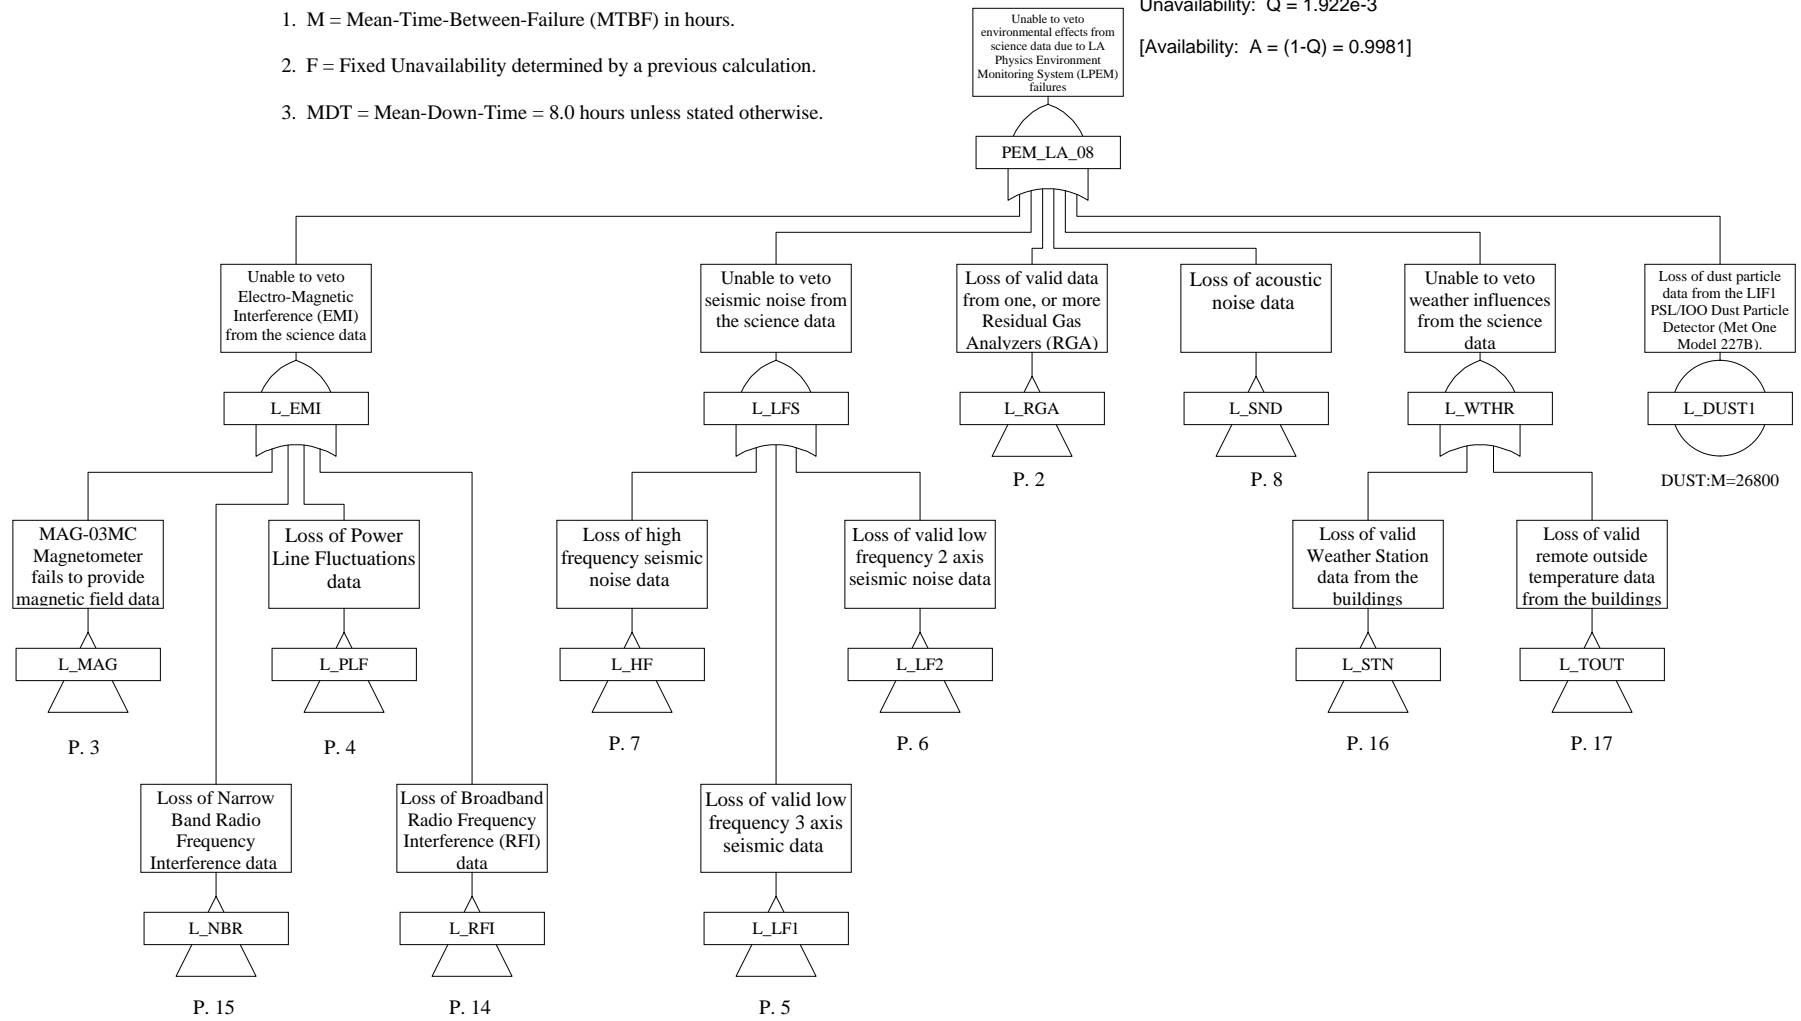 1. M = Mean-Time-Between-Failure (MTBF) in hours.
2. F = Fixed Unavailability determined by a previous calculation.
3. MDT = Mean-Down-Time = 8.0 hours unless stated otherwise.
Unable to veto
environmental effects from
science data due to LA
Physics Environment
Monitoring System (LPEM)
failures
Unavailability: Q = 1.922e-3
[Availability: A = (1-Q) = 0.9981]
PEM_LA_08
Unable to veto
Electro-Magnetic
Interference (EMI)
from the science data
L_EMI
Unable to veto
seismic noise from
the science data
L_LFS
Loss of valid data
from one, or more
Residual Gas
Analyzers (RGA)
L_RGA
P. 2
Loss of acoustic
noise data
L_SND
P. 8
Unable to veto
weather influences
from the science
data
L_WTHR
Loss of dust particle
data from the LIF1
PSL/IOO Dust Particle
Detector (Met One
Model 227B).
L_DUST1
DUST:M=26800
MAG-03MC
Magnetometer
fails to provide
magnetic field data
L_MAG
P. 3
Loss of Power
Line Fluctuations
data
L_PLF
P. 4
Loss of high
frequency seismic
noise data
L_HF
P. 7
Loss of valid low
frequency 2 axis
seismic noise data
L_LF2
P. 6
Loss of valid
Weather Station
data from the
buildings
L_STN
P. 16
Loss of valid
remote outside
temperature data
from the buildings
L_TOUT
P. 17
Loss of Narrow
Band Radio
Frequency
Interference data
L_NBR
P. 15
Loss of Broadband
Radio Frequency
Interference (RFI)
data
L_RFI
P. 14
Loss of valid low
frequency 3 axis
seismic data
L_LF1
P. 5